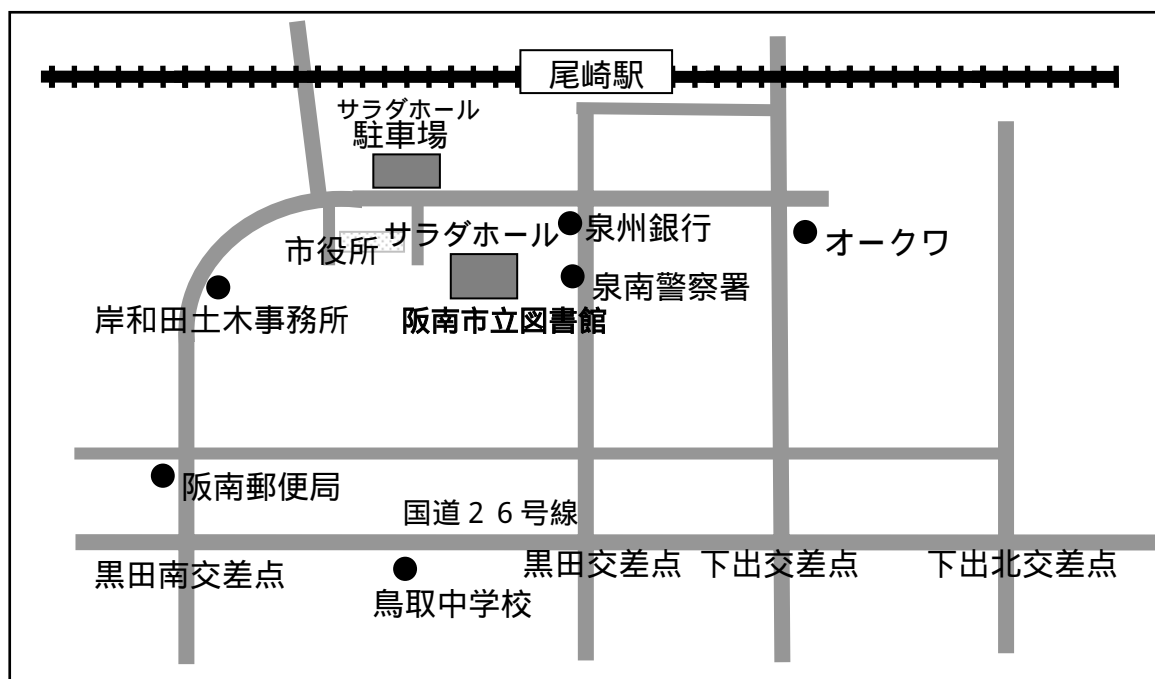 尾崎駅
サラダホール
駐車場
サラダホール
泉州銀行
オークワ
市役所
泉南警察署
岸和田土木事務所
阪南市立図書館
阪南郵便局
国道２６号線
黒田南交差点
黒田交差点
下出交差点
下出北交差点
鳥取中学校